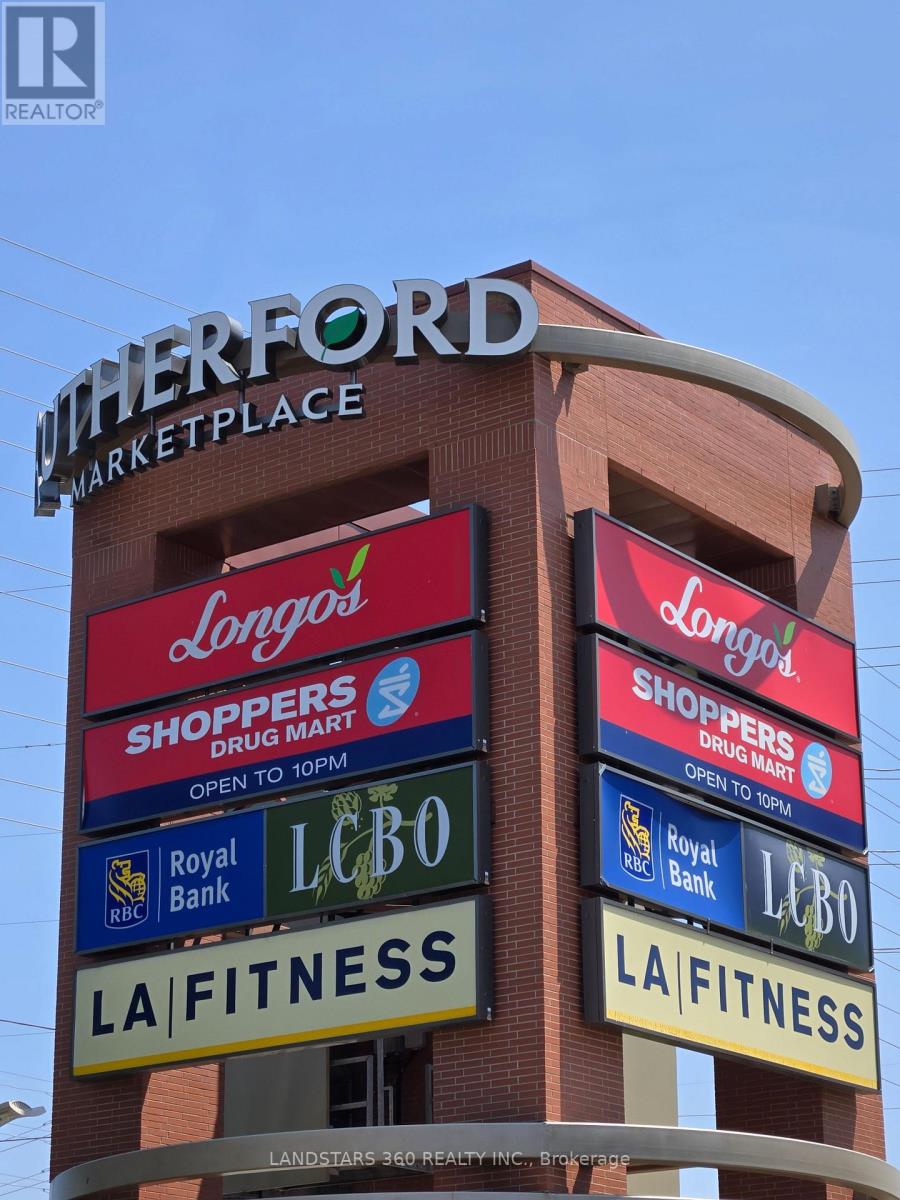 REALTOR®
RUTHERFORD
MARKETPLACE
Longo's
SHOPPERS
DRUG MART
OPEN TO 10PM
RBC
Royal
Bank
LCBO
LA|FITNESS
Longo's
SHOPPERS
DRUG MART
OPEN TO 10PM
RBC
Royal
Bank
LCBO
LA|FITNESS
LANDSTARS 360 REALTY INC., Brokerage